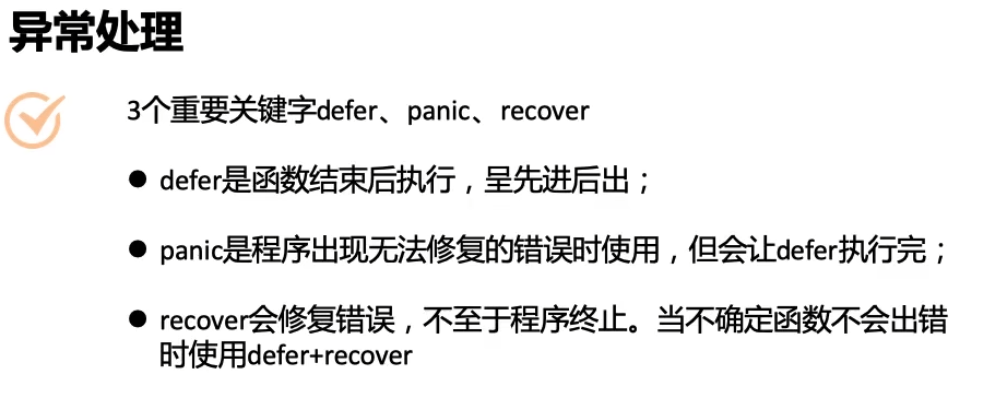 异常处理
3个重要关键字defer、panic、recover
● defer是函数结束后执行，呈先进后出；
● panic是程序出现无法修复的错误时使用，但会让defer执行完；
● recover会修复错误，不至于程序终止。当不确定函数不会出错
时使用defer+recover